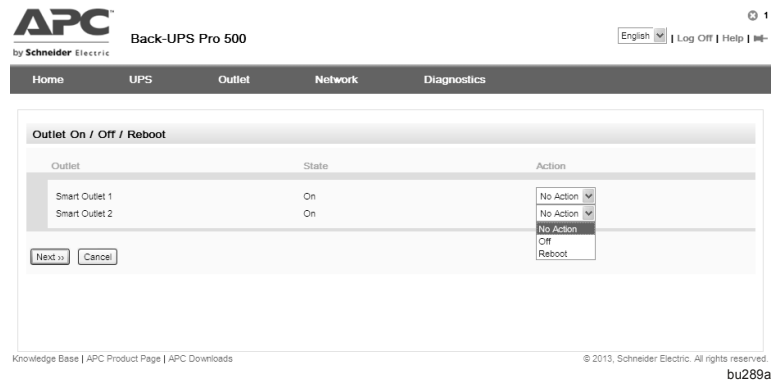 APC™
by Schneider Electric
Back-UPS Pro 500
1
English | Log Off | Help |
Home UPS Outlet Network Diagnostics
Outlet On / Off / Reboot
Outlet State Action
Smart Outlet 1 On No Action
Smart Outlet 2 On No Action
No Action
Off
Reboot
Next >> Cancel
Knowledge Base | APC Product Page | APC Downloads
© 2013, Schneider Electric. All rights reserved.
bu289a